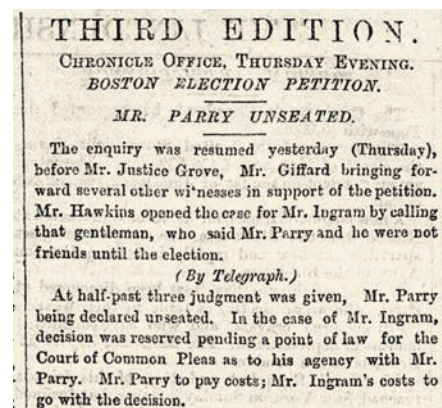 THIRD EDITION.
CHRONICLE OFFICE, THURSDAY EVENING.
BOSTON ELECTION PETITION.
MR. PARRY UNSEATED.
The enquiry was resumed yesterday (Thursday),
before Mr. Justice Grove, Mr. Giffard bringing for-
ward several other witnesses in support of the petition.
Mr. Hawkins opened the case for Mr. Ingram by calling
that gentleman, who said Mr. Parry and he were not
friends until the election.
(By Telegraph.)
At half-past three judgment was given, Mr. Parry
being declared unseated. In the case of Mr. Ingram,
decision was reserved pending a point of law for the
Court of Common Pleas as to his agency with Mr.
Parry. Mr. Parry to pay costs; Mr. Ingram's costs to
go with the decision.